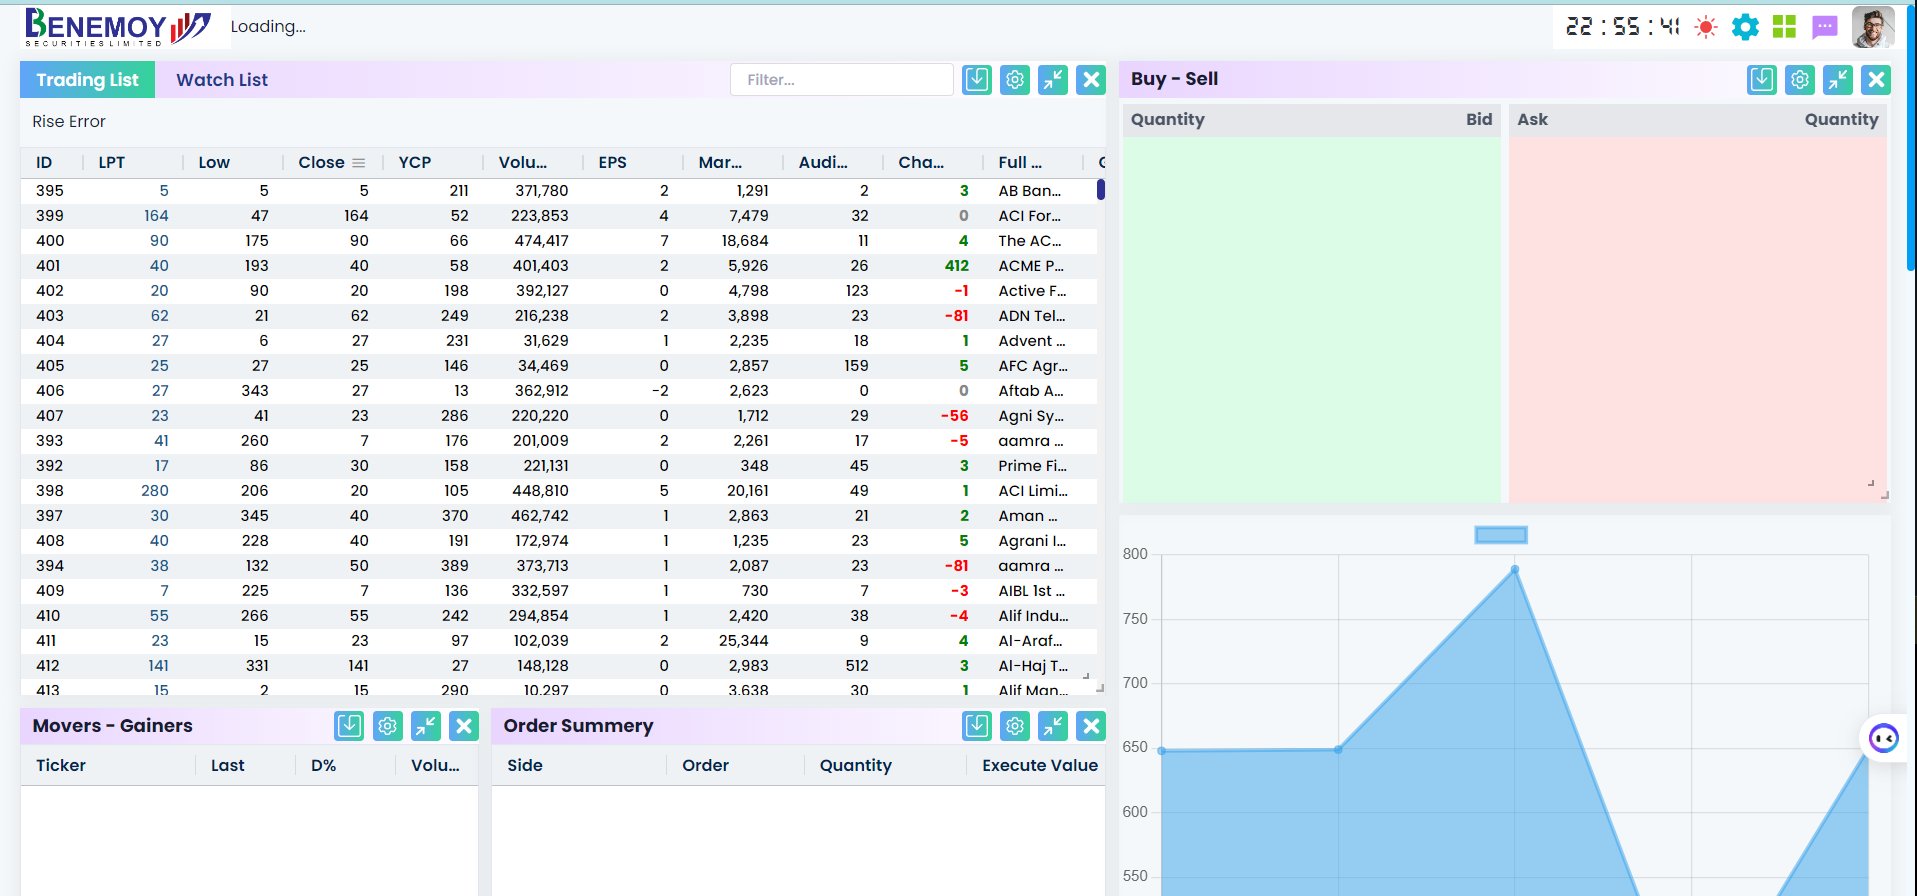 BENEMOY
SECURITIES LIMITED
Loading...
22:55:41
Trading List Watch List Filter...
Rise Error
ID LPT Low Close YCP Volu... EPS Mar... Audi... Cha... Full ...
395 5 5 5 211 371,780 2 1,291 2 3 AB Ban...
399 164 47 164 52 223,853 4 7,479 32 0 ACI For...
400 90 175 90 66 474,417 7 18,684 11 4 The AC...
401 40 193 40 58 401,403 2 5,926 26 412 ACME P...
402 20 90 20 198 392,127 0 4,798 123 -1 Active F...
403 62 21 62 249 216,238 2 3,898 23 -81 ADN Tel...
404 27 6 27 231 31,629 1 2,235 18 1 Advent ...
405 25 27 25 146 34,469 0 2,857 159 5 AFC Agr...
406 27 343 27 13 362,912 -2 2,623 0 0 Aftab A...
407 23 41 23 286 220,220 0 1,712 29 -56 Agni Sy...
393 41 260 7 176 201,009 2 2,261 17 -5 aamra ...
392 17 86 30 158 221,131 0 348 45 3 Prime Fi...
398 280 206 20 105 448,810 5 20,161 49 1 ACI Limi...
397 30 345 40 370 462,742 1 2,863 21 2 Aman ...
408 40 228 40 191 172,974 1 1,235 23 5 Agrani I...
394 38 132 50 389 373,713 1 2,087 23 -81 aamra ...
409 7 225 7 136 332,597 1 730 7 -3 AIBL 1st ...
410 55 266 55 242 294,854 1 2,420 38 -4 Alif Indu...
411 23 15 23 97 102,039 2 25,344 9 4 Al-Araf...
412 141 331 141 27 148,128 0 2,983 512 3 Al-Haj T...
413 15 2 15 290 10,297 0 3,638 30 1 Alif Man...
Buy - Sell
Quantity Bid Ask Quantity
800
750
700
650
600
550
Movers - Gainers
Ticker Last D% Volu...
Order Summery
Side Order Quantity Execute Value